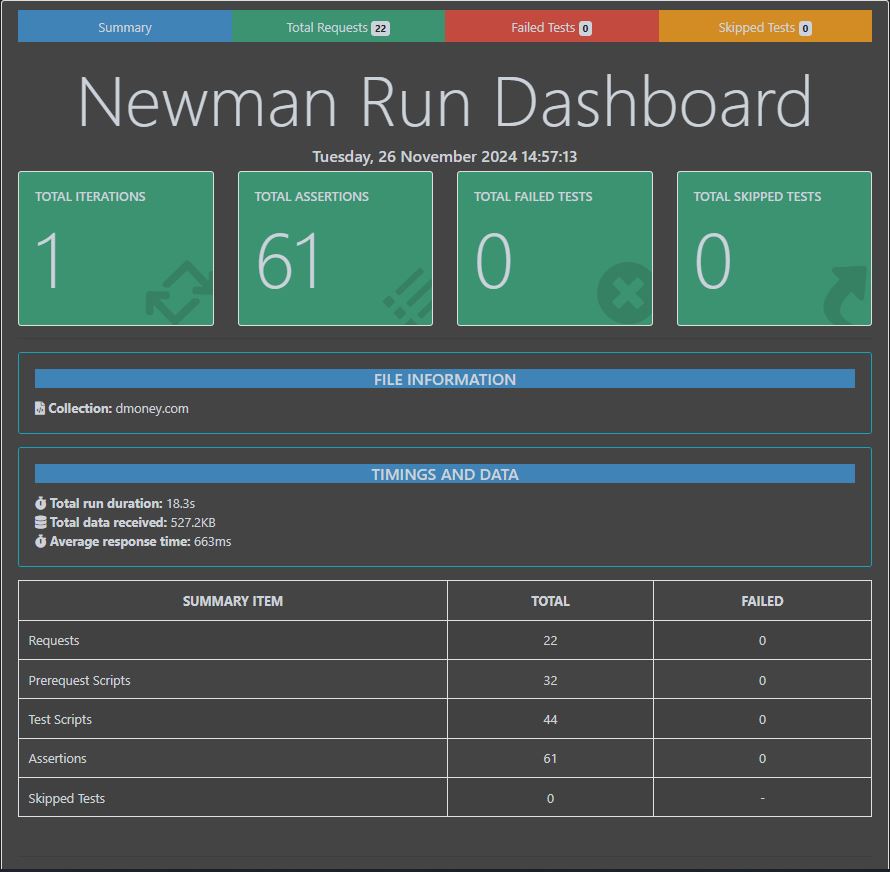 Summary Total Requests 22 Failed Tests 0 Skipped Tests 0
Newman Run Dashboard
Tuesday, 26 November 2024 14:57:13
TOTAL ITERATIONS TOTAL ASSERTIONS TOTAL FAILED TESTS TOTAL SKIPPED TESTS
1 61 0 0
FILE INFORMATION
Collection: dmoney.com
TIMINGS AND DATA
Total run duration: 18.3s
Total data received: 527.2KB
Average response time: 663ms
SUMMARY ITEM TOTAL FAILED
Requests 22 0
Prerequest Scripts 32 0
Test Scripts 44 0
Assertions 61 0
Skipped Tests 0 -